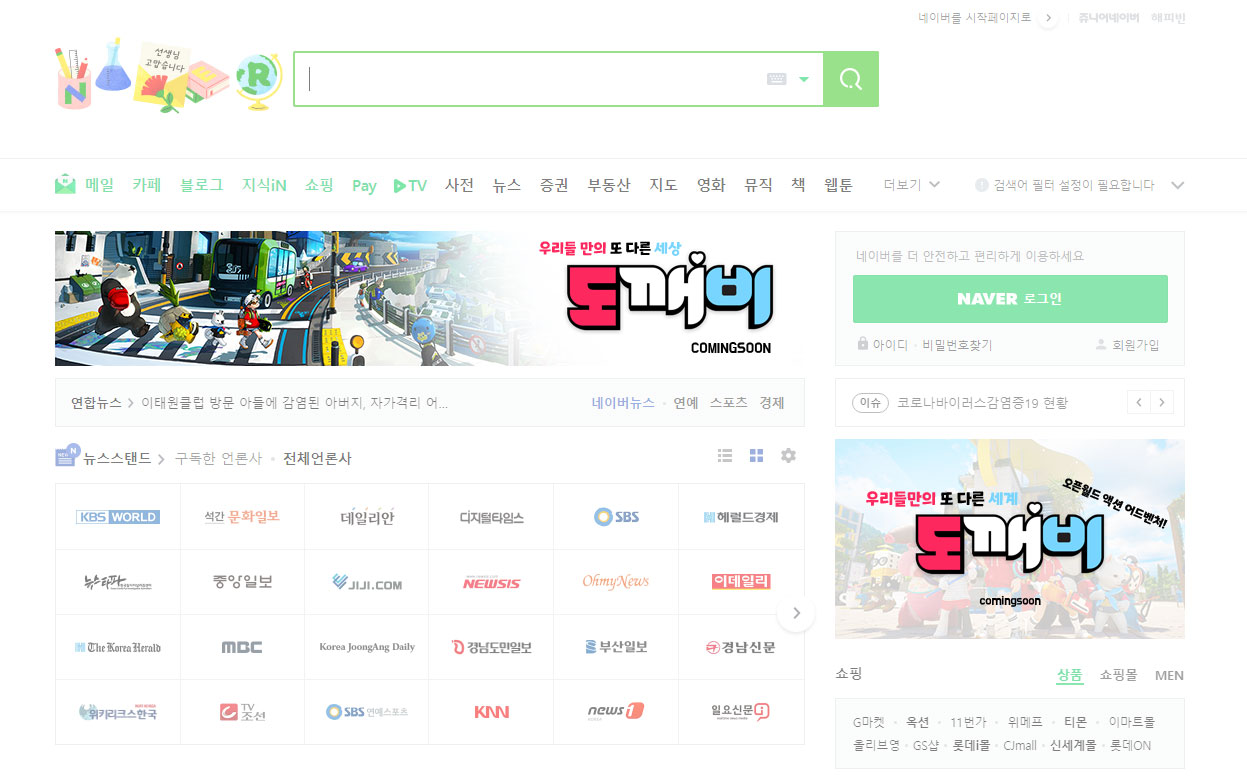 네이버를 시작페이지로
쥬니어네이버 해피빈
N
선생님
고맙습니다
R
메일 카페 블로그 지식iN 쇼핑 Pay TV 사전 뉴스 증권 부동산 지도 영화 뮤직 책 웹툰 더보기
검색어 필터 설정이 필요합니다
우리들 만의 또 다른 세상
도깨비
COMINGSOON
네이버를 더 안전하고 편리하게 이용하세요
NAVER 로그인
아이디 · 비밀번호찾기 회원가입
연합뉴스 > 이태원클럽 방문 아들에 감염된 아버지, 자가격리 어...
네이버뉴스 · 연예 스포츠 경제
이슈 코로나바이러스감염증19 현황
뉴스스탠드 > 구독한 언론사 · 전체언론사
KBS WORLD
석간 문화일보
데일리안
디지털타임스
SBS
헤럴드경제
뉴스타파
중앙일보
JIJI.COM
NEWSIS
OhmyNews
이데일리
The Korea Herald
MBC
Korea JoongAng Daily
경남도민일보
부산일보
경남신문
위키리크스한국
TV조선
SBS 연예스포츠
KNN
news1
KOREA
일요신문
우리들만의 또 다른 세계
오픈월드 액션 어드벤처!
도깨비
comingsoon
쇼핑
상품 쇼핑몰 MEN
G마켓 · 옥션 · 11번가 · 위메프 · 티몬 · 이마트몰
올리브영 · GS샵 · 롯데i몰 · CJmall · 신세계몰 · 롯데ON